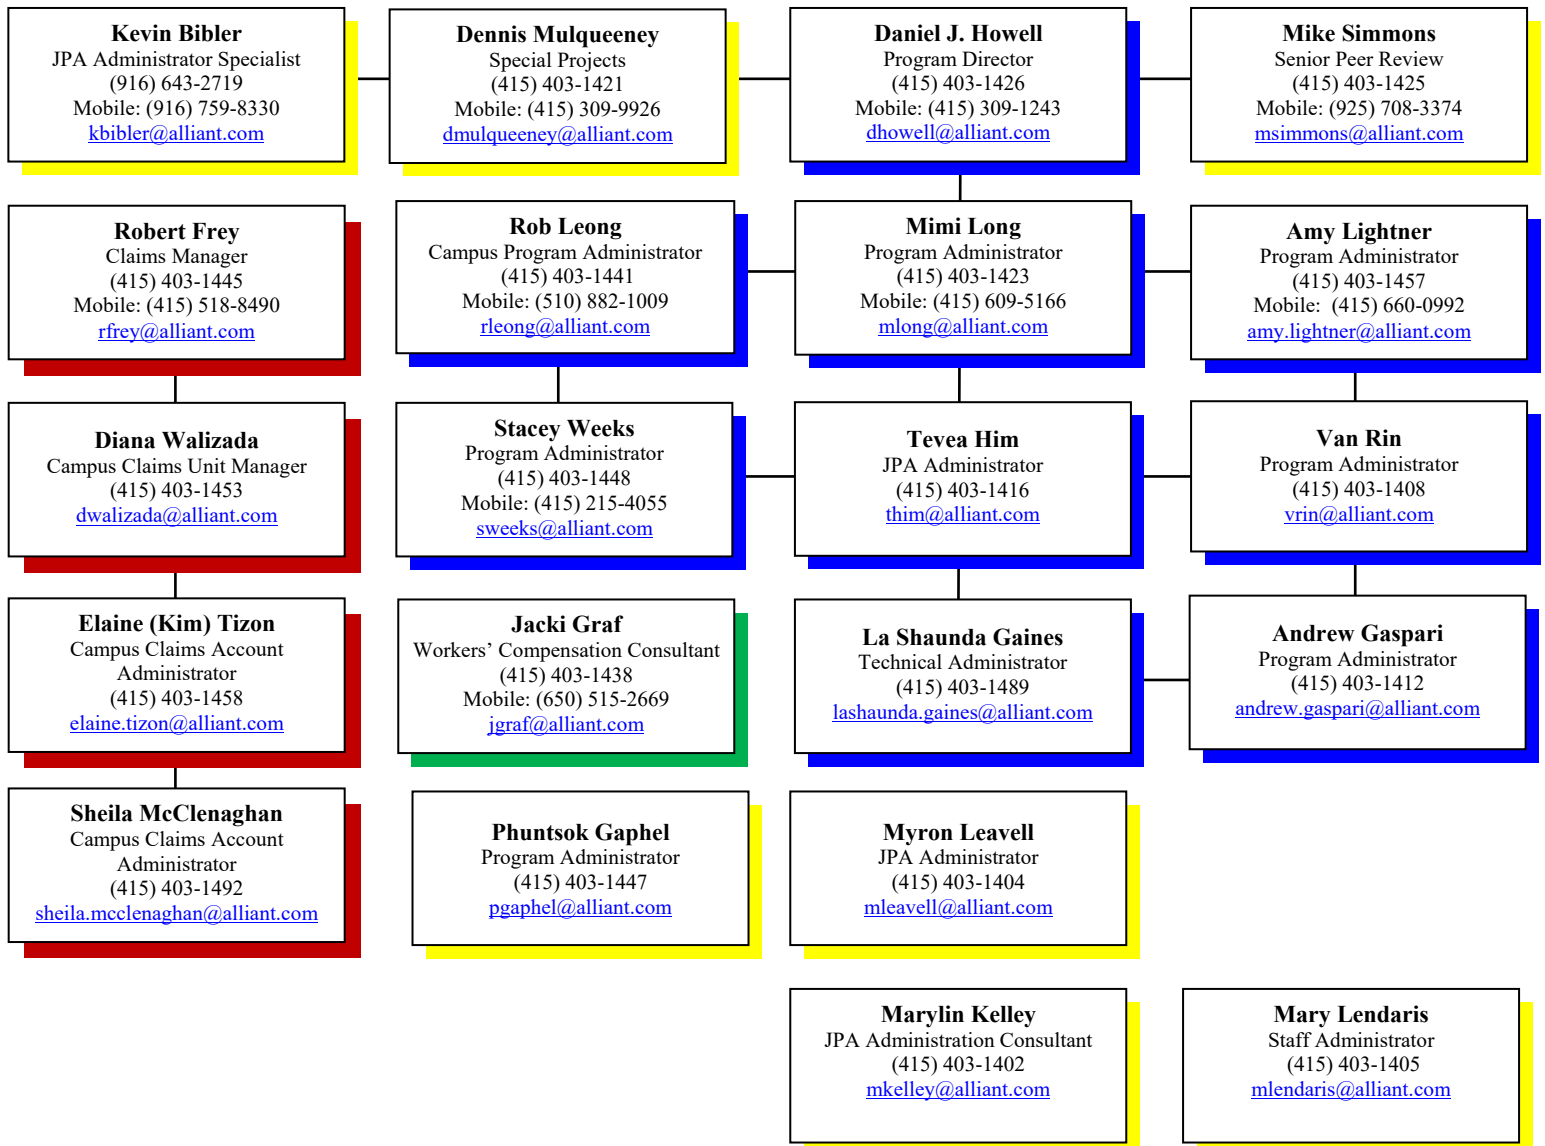 Kevin Bibler
JPA Administrator Specialist
(916) 643-2719
Mobile: (916) 759-8330
kbibler@alliant.com
Dennis Mulqueeney
Special Projects
(415) 403-1421
Mobile: (415) 309-9926
dmulqueeney@alliant.com
Daniel J. Howell
Program Director
(415) 403-1426
Mobile: (415) 309-1243
dhowell@alliant.com
Mike Simmons
Senior Peer Review
(415) 403-1425
Mobile: (925) 708-3374
msimmons@alliant.com
Robert Frey
Claims Manager
(415) 403-1445
Mobile: (415) 518-8490
rfrey@alliant.com
Rob Leong
Campus Program Administrator
(415) 403-1441
Mobile: (510) 882-1009
rleong@alliant.com
Mimi Long
Program Administrator
(415) 403-1423
Mobile: (415) 609-5166
mlong@alliant.com
Amy Lightner
Program Administrator
(415) 403-1457
Mobile:  (415) 660-0992
amy.lightner@alliant.com
Diana Walizada
Campus Claims Unit Manager
(415) 403-1453
dwalizada@alliant.com
Stacey Weeks
Program Administrator
(415) 403-1448
Mobile: (415) 215-4055
sweeks@alliant.com
Tevea Him
JPA Administrator
(415) 403-1416
thim@alliant.com
Van Rin
Program Administrator
(415) 403-1408
vrin@alliant.com
Elaine (Kim) Tizon
Campus Claims Account
Administrator
(415) 403-1458
elaine.tizon@alliant.com
Jacki Graf
Workers’ Compensation Consultant
(415) 403-1438
Mobile: (650) 515-2669
jgraf@alliant.com
La Shaunda Gaines
Technical Administrator
(415) 403-1489
lashaunda.gaines@alliant.com
Andrew Gaspari
Program Administrator
(415) 403-1412
andrew.gaspari@alliant.com
Sheila McClenaghan
Campus Claims Account
Administrator
(415) 403-1492
sheila.mcclenaghan@alliant.com
Phuntsok Gaphel
Program Administrator
(415) 403-1447
pgaphel@alliant.com
Myron Leavell
JPA Administrator
(415) 403-1404
mleavell@alliant.com
Marylin Kelley
JPA Administration Consultant
(415) 403-1402
mkelley@alliant.com
Mary Lendaris
Staff Administrator
(415) 403-1405
mlendaris@alliant.com